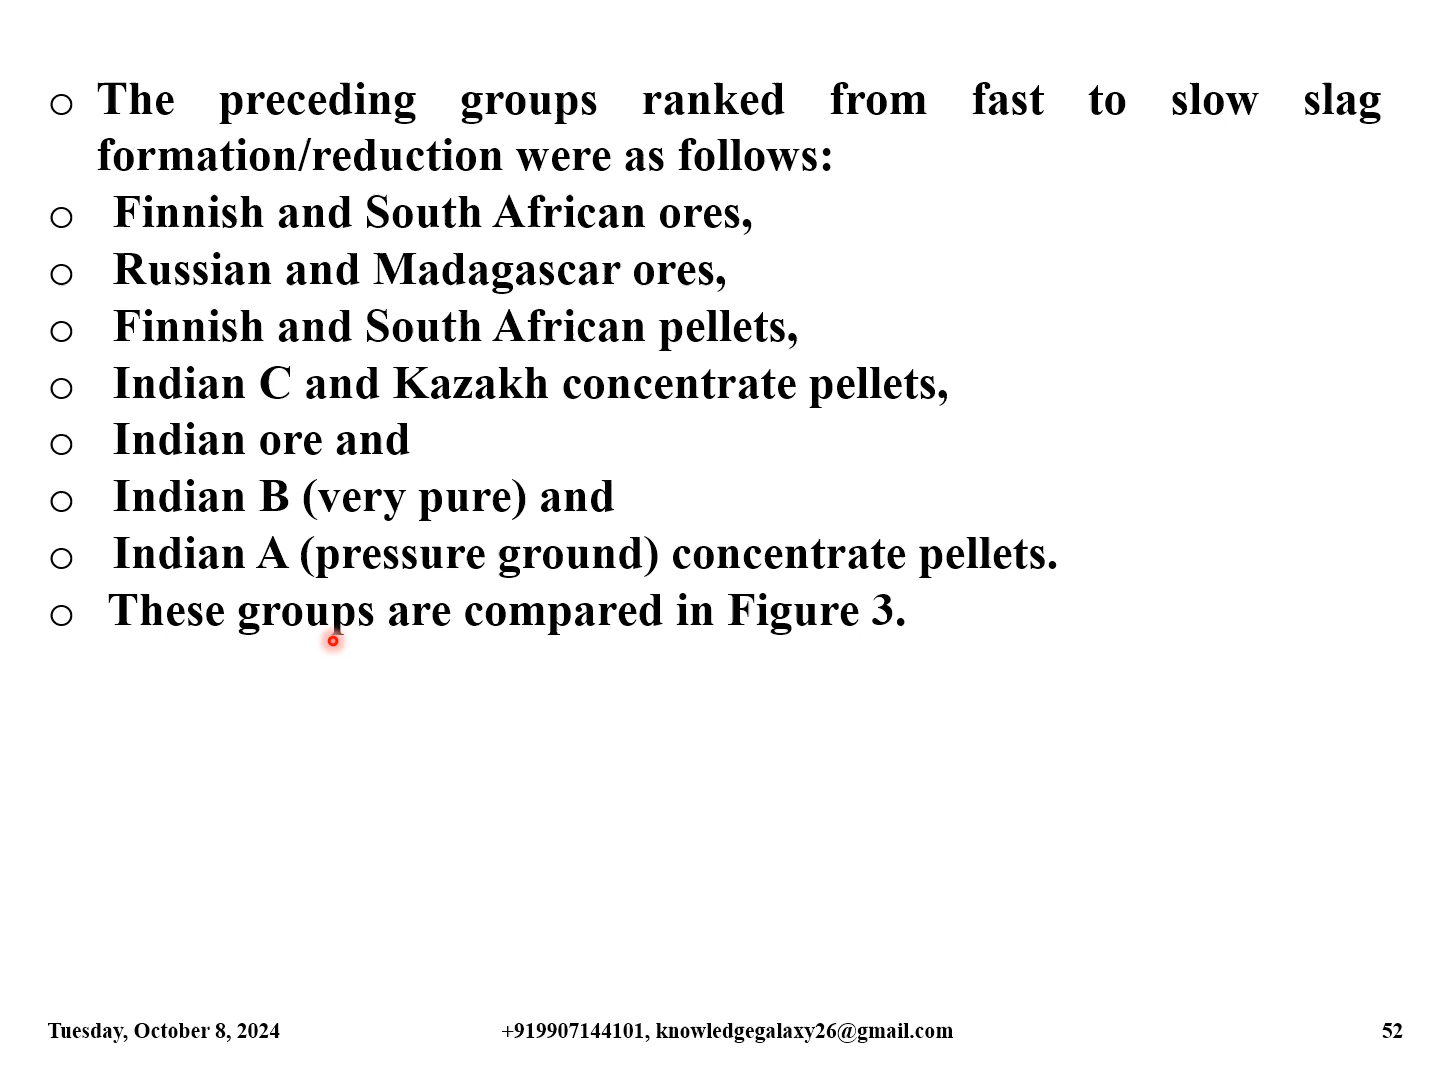 o The preceding groups ranked from fast to slow slag
formation/reduction were as follows:
o Finnish and South African ores,
o Russian and Madagascar ores,
o Finnish and South African pellets,
o Indian C and Kazakh concentrate pellets,
o Indian ore and
o Indian B (very pure) and
o Indian A (pressure ground) concentrate pellets.
o These groups are compared in Figure 3.
Tuesday, October 8, 2024 +919907144101, knowledgegalaxy26@gmail.com 52